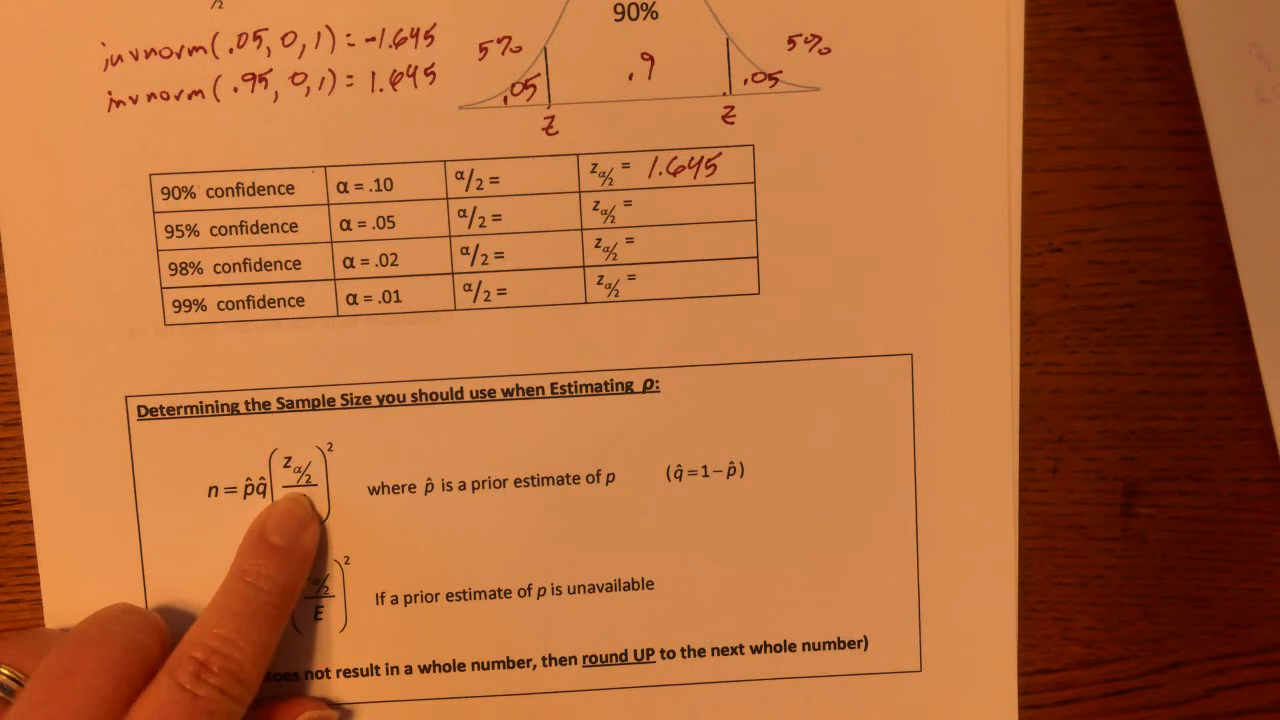 α/2
90%
invnorm(.05, 0, 1) = -1.645
5%
5%
invnorm(.95, 0, 1) = 1.645
.05
.9
.05
z
z
90% confidence α = .10 α/2 = zα/2 = 1.645
95% confidence α = .05 α/2 = zα/2 =
98% confidence α = .02 α/2 = zα/2 =
99% confidence α = .01 α/2 = zα/2 =
Determining the Sample Size you should use when Estimating ρ:
n = p̂q̂(zα/2)² where p̂ is a prior estimate of p (q̂=1−p̂)
(α/2/E)² If a prior estimate of p is unavailable
not result in a whole number, then round UP to the next whole number)